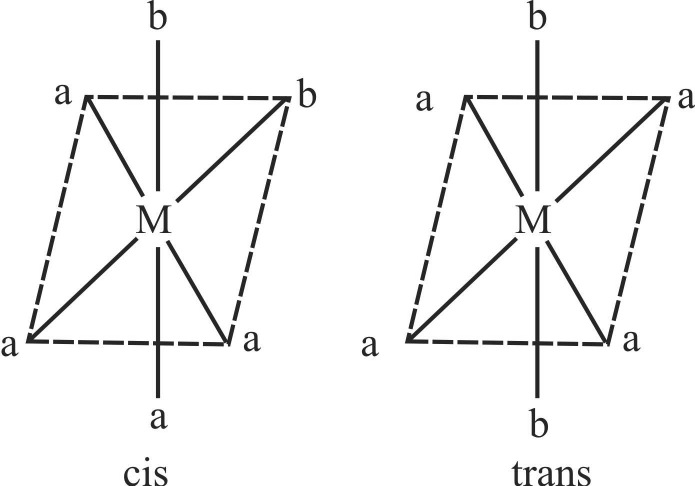 b b
a b a a
M M
a a a a
a b
cis trans